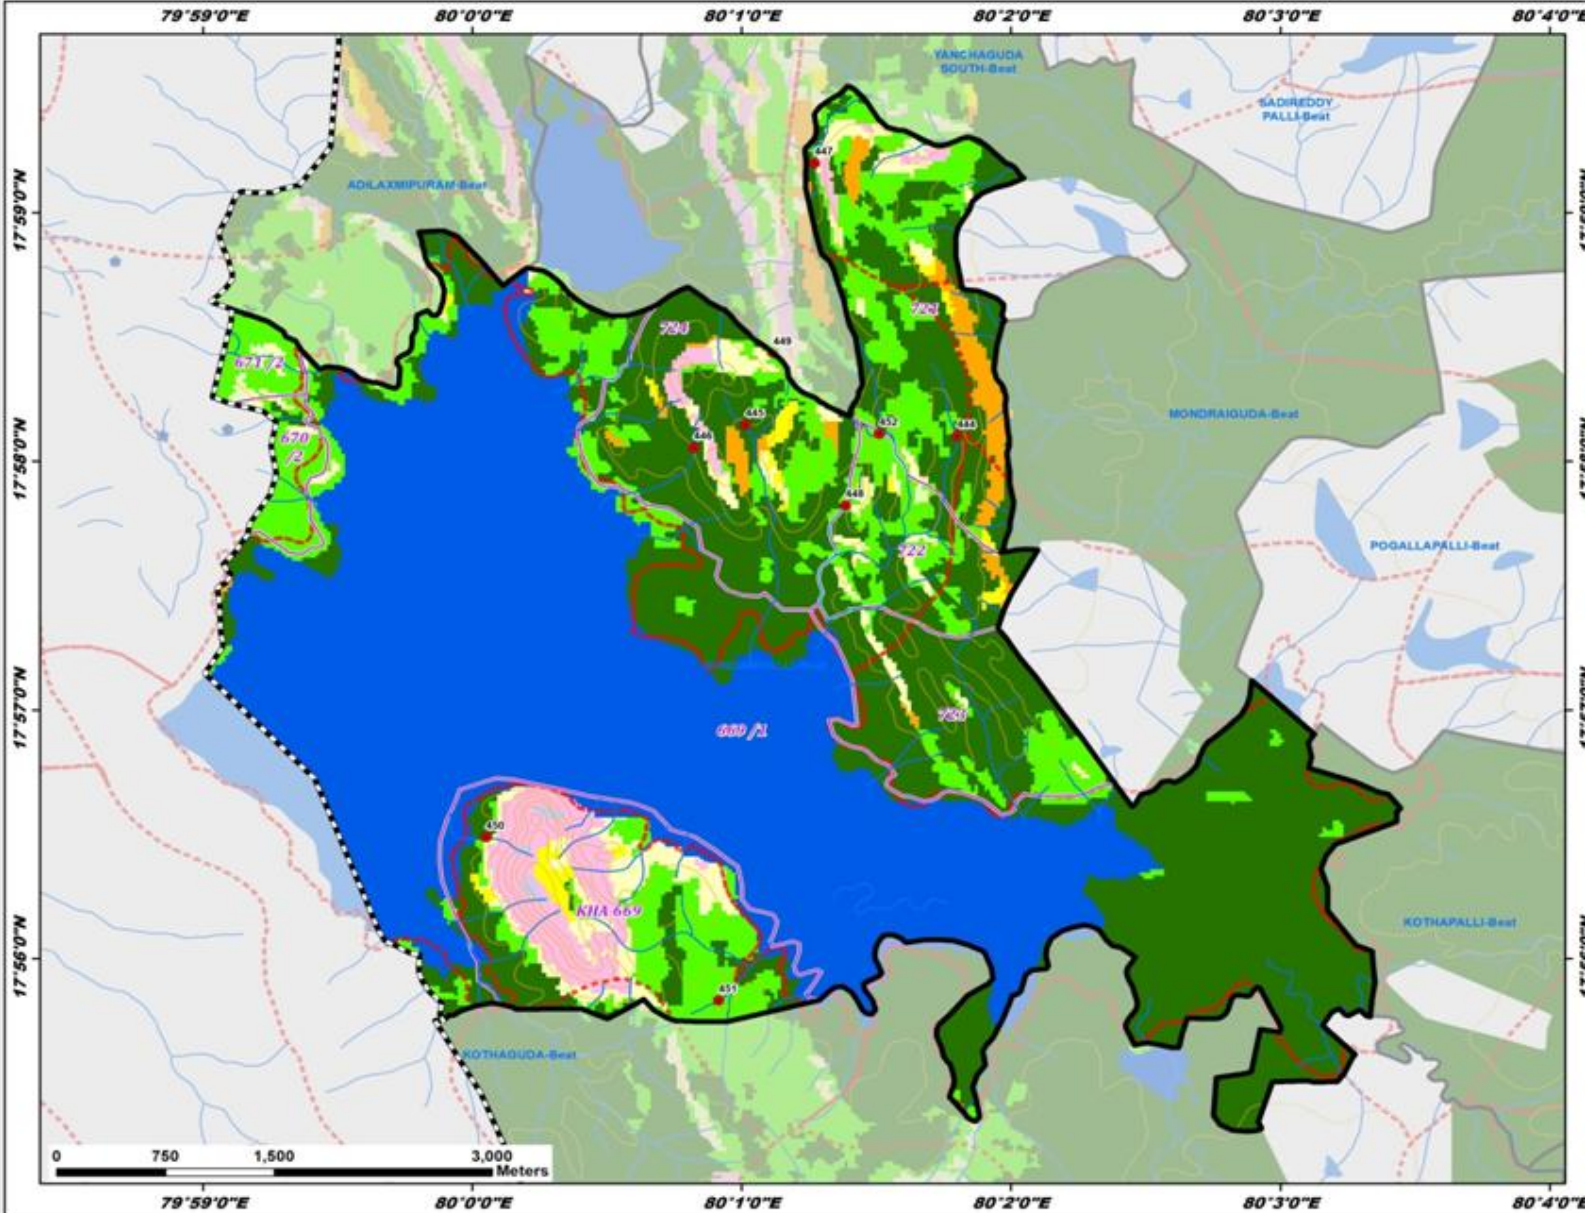 79°59'0"E 80°0'0"E 80°1'0"E 80°2'0"E 80°3'0"E 80°4'0"E
YANCHAGUDA
SOUTH-Beat
SADIREDDY
PALLI-Beat
447
ADILAXMIPURAM-Beat
17°59'0"N
724
724
449
671 /2
445
452
444
MONDRAIGUDA-Beat
670
/2
446
17°58'0"N
448
722
POGALLAPALLI-Beat
17°57'0"N
723
669 /1
450
KHA 669
KOTHAPALLI-Beat
17°56'0"N
17°56'0"N
451
KOTHAGUDA-Beat
0 750 1,500 3,000
Meters
79°59'0"E 80°0'0"E 80°1'0"E 80°2'0"E 80°3'0"E 80°4'0"E